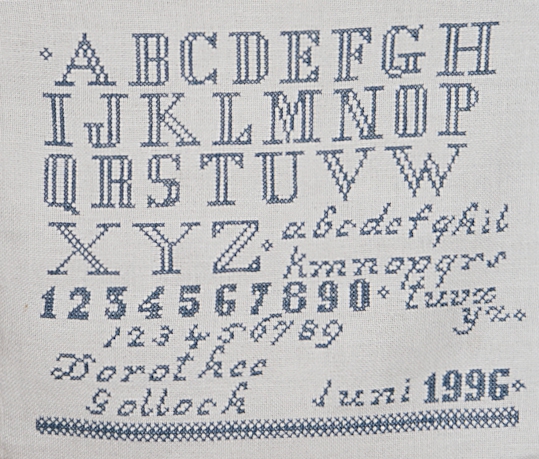 ABCDEFGH
IJKLMNOP
QRSTUVW
XYZ abcdefghil
kmnopqrs
1234567890 tuvx
yz
123456789
Dorothee
Gollock Juni 1996